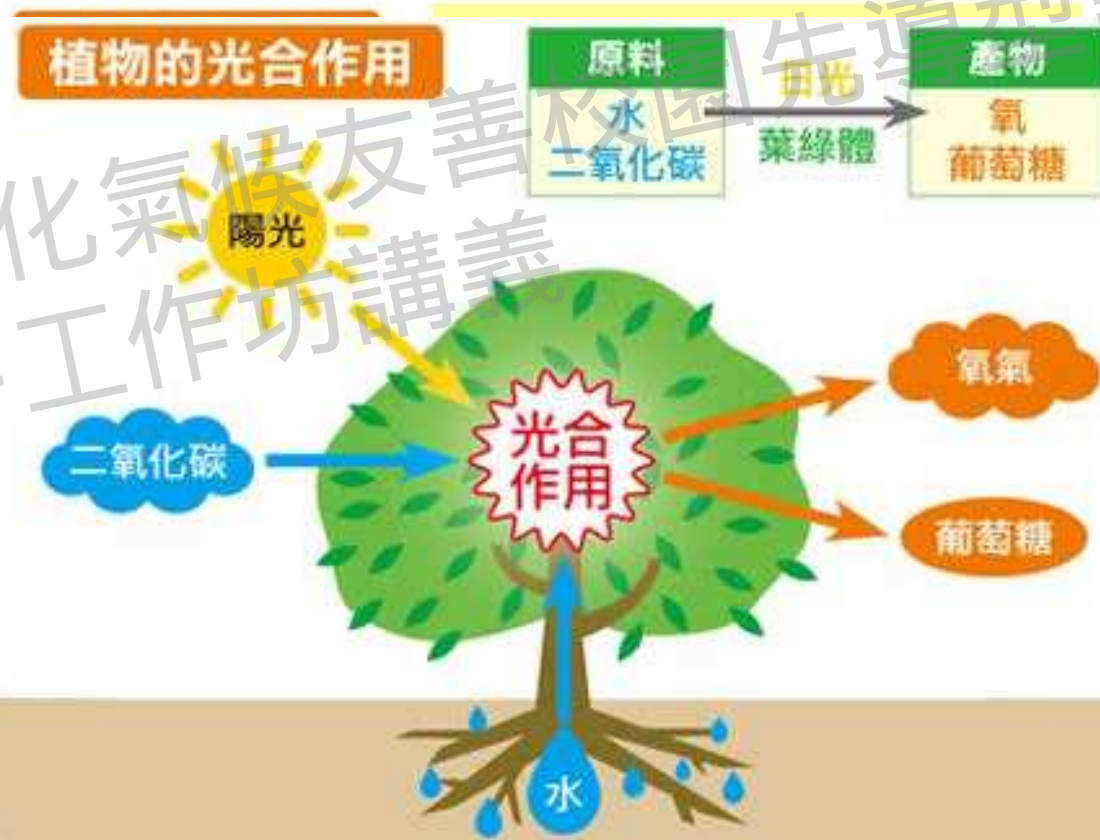 植物的光合作用
原料
水
二氧化碳
日光
葉綠體
產物
氧
葡萄糖
化氣候友善校園先導型
工作坊講義
陽光
二氧化碳
光合
作用
氧氣
葡萄糖
水